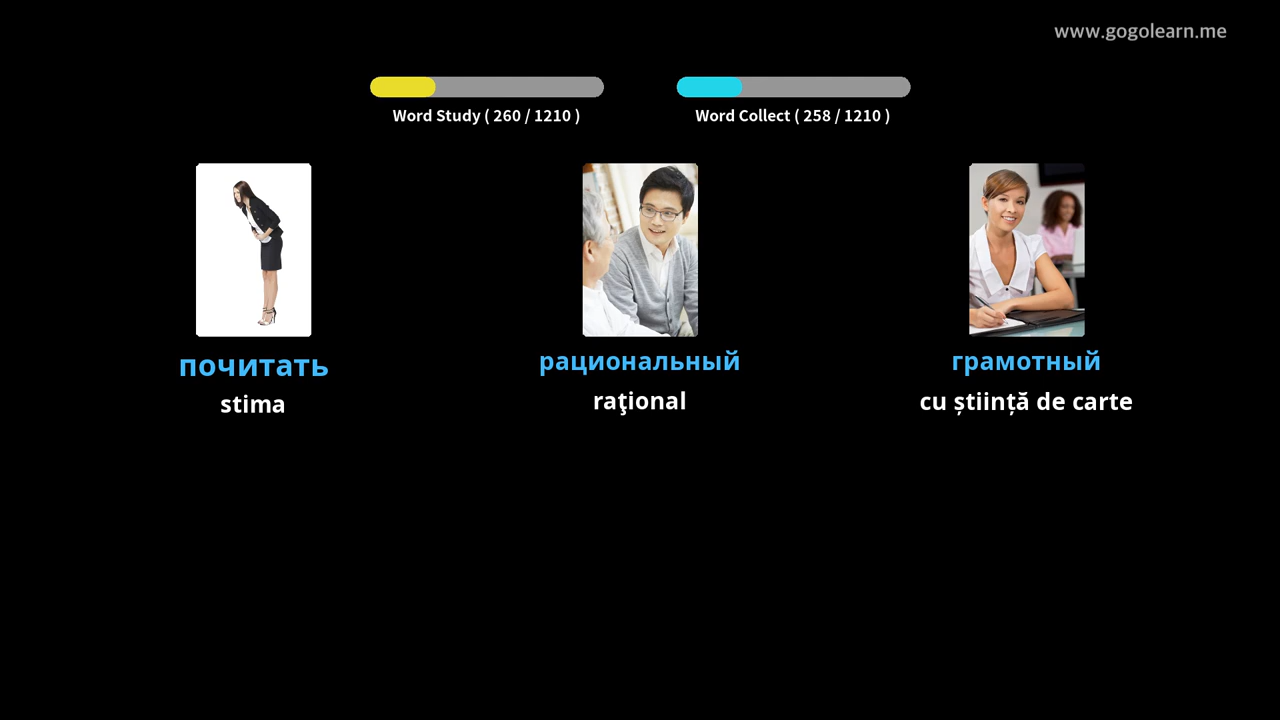 www.gogolearn.me
Word Study ( 260 / 1210 )
Word Collect ( 258 / 1210 )
почитать
stima
рациональный
raţional
грамотный
cu știință de carte